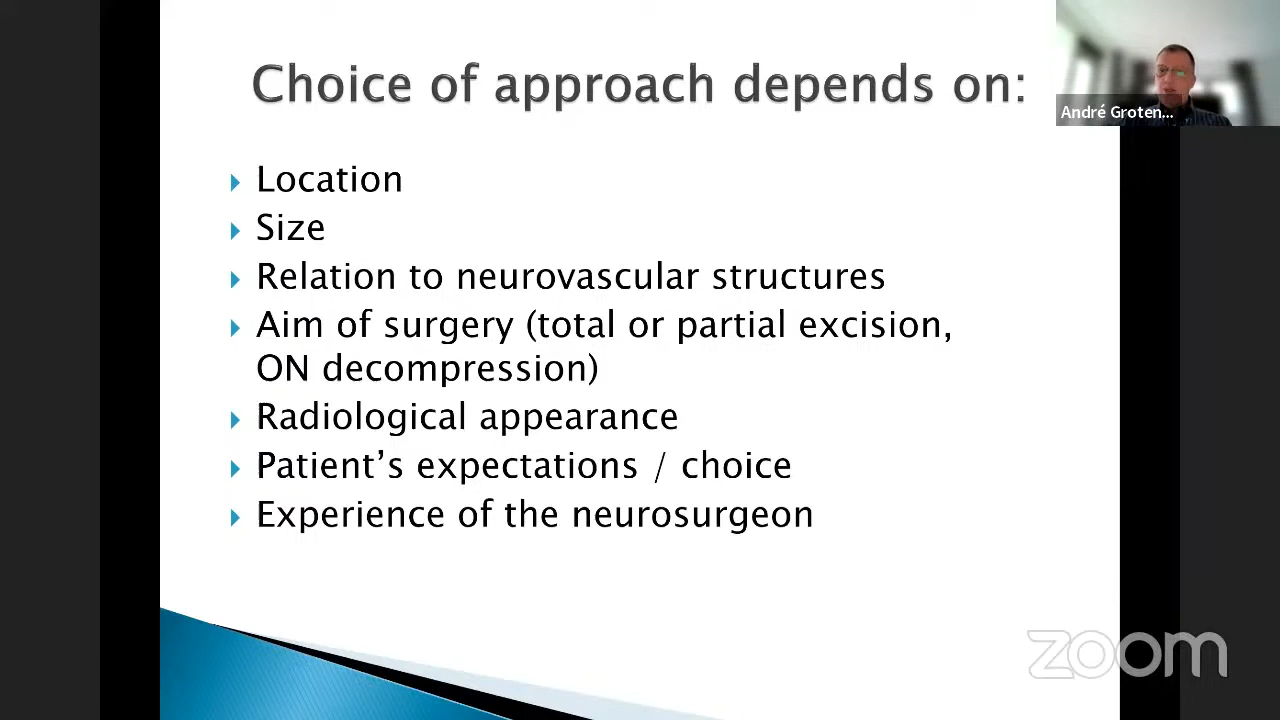 Choice of approach depends on:
André Groten...
Location
Size
Relation to neurovascular structures
Aim of surgery (total or partial excision,
ON decompression)
Radiological appearance
Patient’s expectations / choice
Experience of the neurosurgeon
zoom